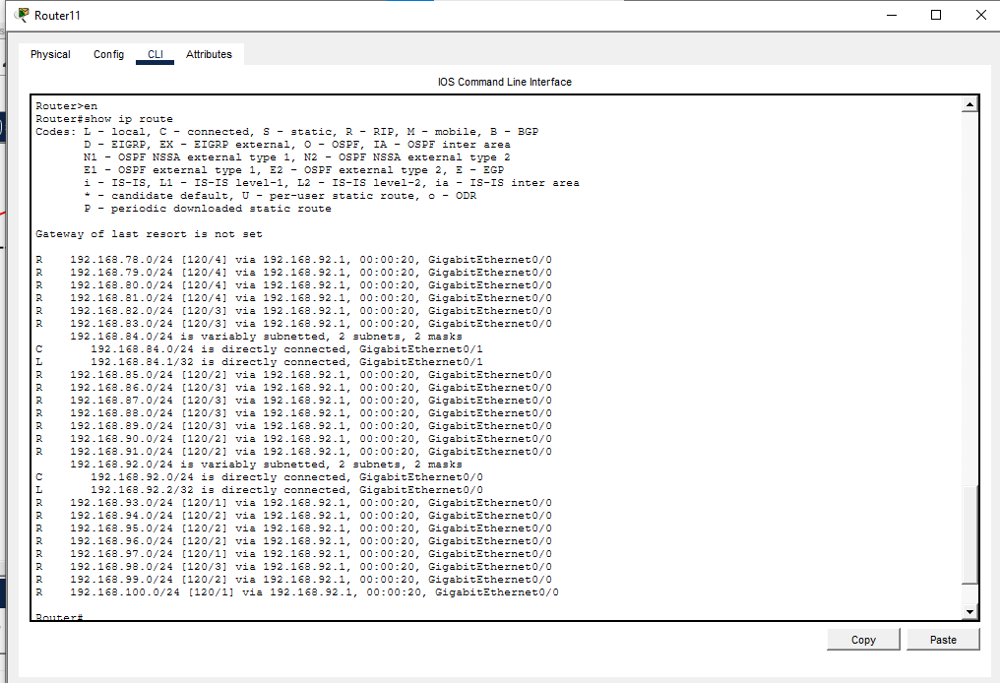 Router11
Physical Config CLI Attributes
IOS Command Line Interface
Router>en
Router#show ip route
Codes: L - local, C - connected, S - static, R - RIP, M - mobile, B - BGP
D - EIGRP, EX - EIGRP external, O - OSPF, IA - OSPF inter area
N1 - OSPF NSSA external type 1, N2 - OSPF NSSA external type 2
E1 - OSPF external type 1, E2 - OSPF external type 2, E - EGP
i - IS-IS, L1 - IS-IS level-1, L2 - IS-IS level-2, ia - IS-IS inter area
* - candidate default, U - per-user static route, o - ODR
P - periodic downloaded static route
Gateway of last resort is not set
R 192.168.78.0/24 [120/4] via 192.168.92.1, 00:00:20, GigabitEthernet0/0
R 192.168.79.0/24 [120/4] via 192.168.92.1, 00:00:20, GigabitEthernet0/0
R 192.168.80.0/24 [120/4] via 192.168.92.1, 00:00:20, GigabitEthernet0/0
R 192.168.81.0/24 [120/4] via 192.168.92.1, 00:00:20, GigabitEthernet0/0
R 192.168.82.0/24 [120/3] via 192.168.92.1, 00:00:20, GigabitEthernet0/0
R 192.168.83.0/24 [120/3] via 192.168.92.1, 00:00:20, GigabitEthernet0/0
192.168.84.0/24 is variably subnetted, 2 subnets, 2 masks
C 192.168.84.0/24 is directly connected, GigabitEthernet0/1
L 192.168.84.1/32 is directly connected, GigabitEthernet0/1
R 192.168.85.0/24 [120/2] via 192.168.92.1, 00:00:20, GigabitEthernet0/0
R 192.168.86.0/24 [120/3] via 192.168.92.1, 00:00:20, GigabitEthernet0/0
R 192.168.87.0/24 [120/3] via 192.168.92.1, 00:00:20, GigabitEthernet0/0
R 192.168.88.0/24 [120/3] via 192.168.92.1, 00:00:20, GigabitEthernet0/0
R 192.168.89.0/24 [120/3] via 192.168.92.1, 00:00:20, GigabitEthernet0/0
R 192.168.90.0/24 [120/2] via 192.168.92.1, 00:00:20, GigabitEthernet0/0
R 192.168.91.0/24 [120/2] via 192.168.92.1, 00:00:20, GigabitEthernet0/0
192.168.92.0/24 is variably subnetted, 2 subnets, 2 masks
C 192.168.92.0/24 is directly connected, GigabitEthernet0/0
L 192.168.92.2/32 is directly connected, GigabitEthernet0/0
R 192.168.93.0/24 [120/1] via 192.168.92.1, 00:00:20, GigabitEthernet0/0
R 192.168.94.0/24 [120/2] via 192.168.92.1, 00:00:20, GigabitEthernet0/0
R 192.168.95.0/24 [120/2] via 192.168.92.1, 00:00:20, GigabitEthernet0/0
R 192.168.96.0/24 [120/2] via 192.168.92.1, 00:00:20, GigabitEthernet0/0
R 192.168.97.0/24 [120/1] via 192.168.92.1, 00:00:20, GigabitEthernet0/0
R 192.168.98.0/24 [120/3] via 192.168.92.1, 00:00:20, GigabitEthernet0/0
R 192.168.99.0/24 [120/2] via 192.168.92.1, 00:00:20, GigabitEthernet0/0
R 192.168.100.0/24 [120/1] via 192.168.92.1, 00:00:20, GigabitEthernet0/0
Router#
Copy Paste